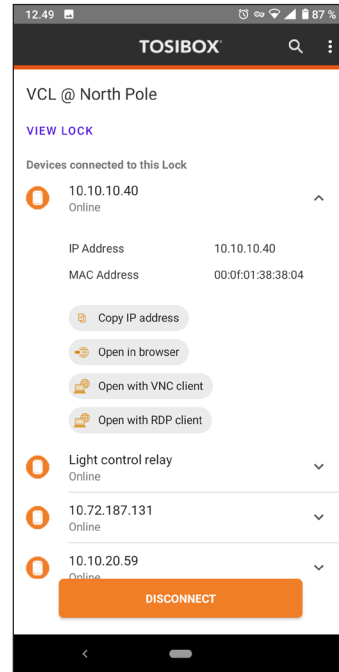 12.49 87 %
TOSIBOX
VCL @ North Pole
VIEW LOCK
Devices connected to this Lock
10.10.10.40
Online
IP Address 10.10.10.40
MAC Address 00:0f:01:38:38:04
Copy IP address
Open in browser
Open with VNC client
Open with RDP client
Light control relay
Online
10.72.187.131
Online
10.10.20.59
Online
DISCONNECT